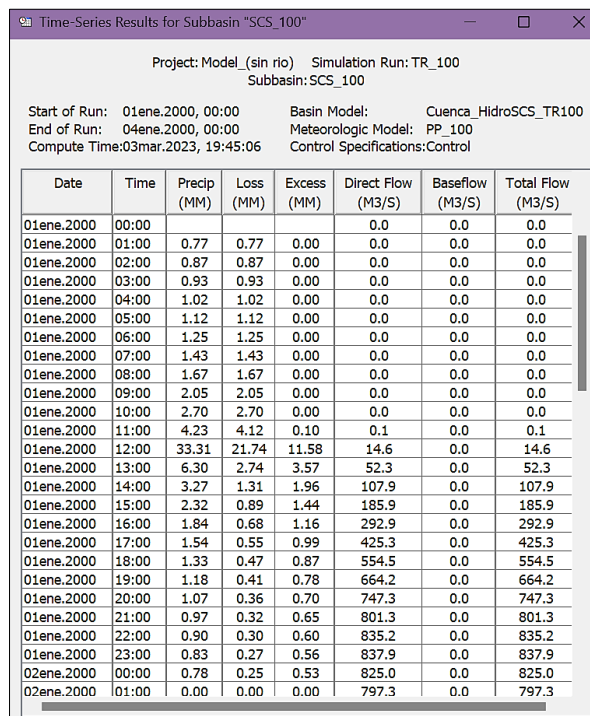 Time-Series Results for Subbasin "SCS_100"
Project: Model_(sin rio) Simulation Run: TR_100
Subbasin: SCS_100
Start of Run: 01ene.2000, 00:00 Basin Model: Cuenca_HidroSCS_TR100
End of Run: 04ene.2000, 00:00 Meteorologic Model: PP_100
Compute Time:03mar.2023, 19:45:06 Control Specifications:Control
Date Time Precip Loss Excess Direct Flow Baseflow Total Flow
(MM) (MM) (MM) (M3/S) (M3/S) (M3/S)
01ene.2000 00:00 0.0 0.0 0.0
01ene.2000 01:00 0.77 0.77 0.00 0.0 0.0 0.0
01ene.2000 02:00 0.87 0.87 0.00 0.0 0.0 0.0
01ene.2000 03:00 0.93 0.93 0.00 0.0 0.0 0.0
01ene.2000 04:00 1.02 1.02 0.00 0.0 0.0 0.0
01ene.2000 05:00 1.12 1.12 0.00 0.0 0.0 0.0
01ene.2000 06:00 1.25 1.25 0.00 0.0 0.0 0.0
01ene.2000 07:00 1.43 1.43 0.00 0.0 0.0 0.0
01ene.2000 08:00 1.67 1.67 0.00 0.0 0.0 0.0
01ene.2000 09:00 2.05 2.05 0.00 0.0 0.0 0.0
01ene.2000 10:00 2.70 2.70 0.00 0.0 0.0 0.0
01ene.2000 11:00 4.23 4.12 0.10 0.1 0.0 0.1
01ene.2000 12:00 33.31 21.74 11.58 14.6 0.0 14.6
01ene.2000 13:00 6.30 2.74 3.57 52.3 0.0 52.3
01ene.2000 14:00 3.27 1.31 1.96 107.9 0.0 107.9
01ene.2000 15:00 2.32 0.89 1.44 185.9 0.0 185.9
01ene.2000 16:00 1.84 0.68 1.16 292.9 0.0 292.9
01ene.2000 17:00 1.54 0.55 0.99 425.3 0.0 425.3
01ene.2000 18:00 1.33 0.47 0.87 554.5 0.0 554.5
01ene.2000 19:00 1.18 0.41 0.78 664.2 0.0 664.2
01ene.2000 20:00 1.07 0.36 0.70 747.3 0.0 747.3
01ene.2000 21:00 0.97 0.32 0.65 801.3 0.0 801.3
01ene.2000 22:00 0.90 0.30 0.60 835.2 0.0 835.2
01ene.2000 23:00 0.83 0.27 0.56 837.9 0.0 837.9
02ene.2000 00:00 0.78 0.25 0.53 825.0 0.0 825.0
02ene.2000 01:00 0.00 0.00 0.00 797.3 0.0 797.3